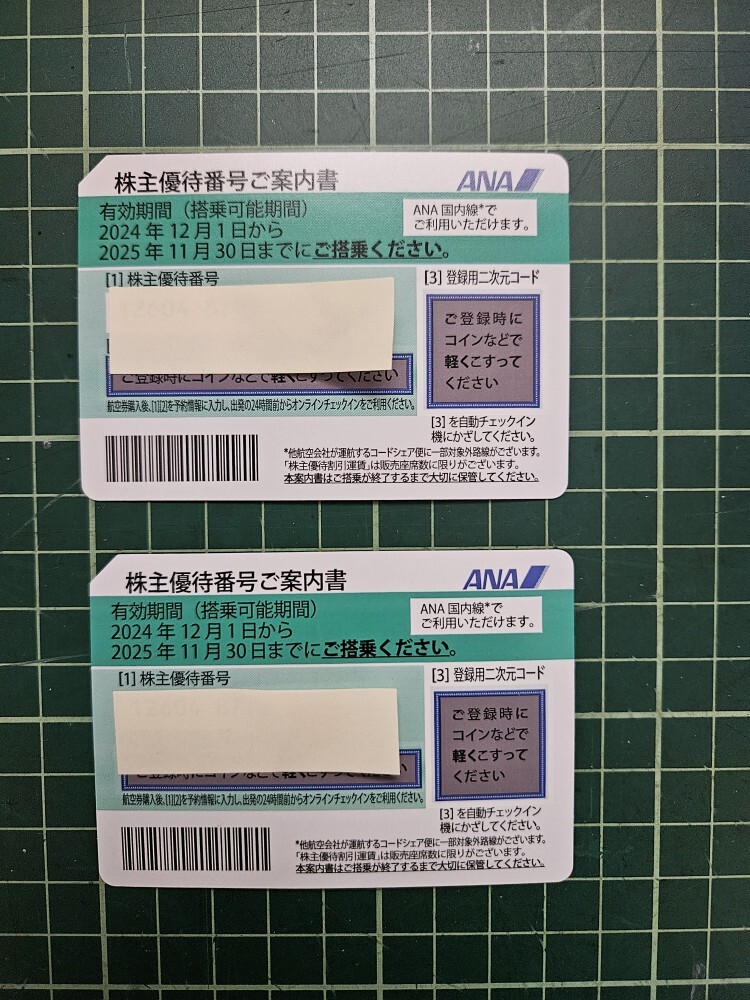 株主優待番号ご案内書
ANA
有効期間（搭乗可能期間）
2024年12月1日から
2025年11月30日までにご搭乗ください。
ANA国内線*で
ご利用いただけます。
[1] 株主優待番号
[3] 登録用二次元コード
ご登録時に
コインなどで
軽くこすって
ください
ご登録時にコインなどで軽くこすってください
航空券購入後、[1][2]を予約情報に入力し、出発の24時間前からオンラインチェックインをご利用ください。
[3] を自動チェックイン
機にかざしてください。
*他航空会社が運航するコードシェア便に一部対象外路線がございます。
「株主優待割引運賃」は販売座席数に限りがございます。
本案内書はご搭乗が終了するまで大切に保管してください。
株主優待番号ご案内書
ANA
有効期間（搭乗可能期間）
2024年12月1日から
2025年11月30日までにご搭乗ください。
ANA国内線*で
ご利用いただけます。
[1] 株主優待番号
[3] 登録用二次元コード
ご登録時に
コインなどで
軽くこすって
ください
航空券購入後、[1][2]を予約情報に入力し、出発の24時間前からオンラインチェックインをご利用ください。
[3] を自動チェックイン
機にかざしてください。
*他航空会社が運航するコードシェア便に一部対象外路線がございます。
「株主優待割引運賃」は販売座席数に限りがございます。
本案内書はご搭乗が終了するまで大切に保管してください。